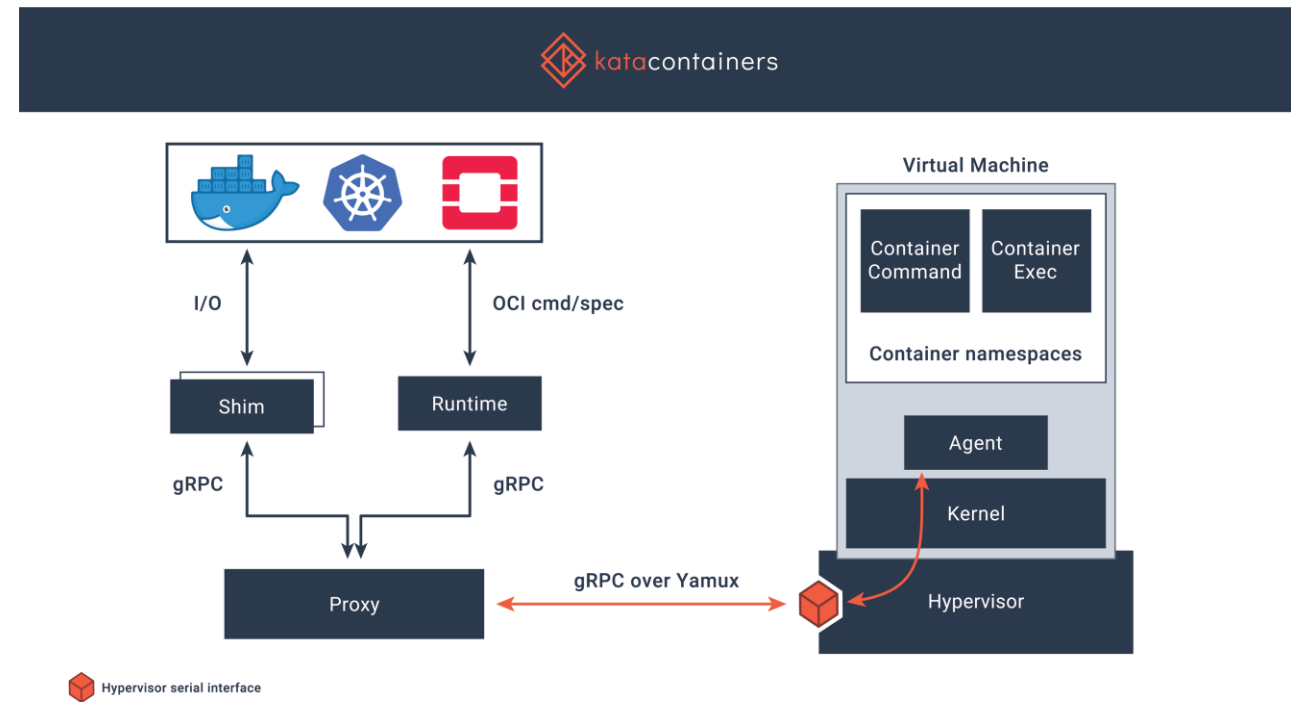 katacontainers
Virtual Machine
Container
Command
Container
Exec
I/O
OCI cmd/spec
Container namespaces
Shim
Runtime
Agent
gRPC
gRPC
Kernel
gRPC over Yamux
Proxy
Hypervisor
Hypervisor serial interface